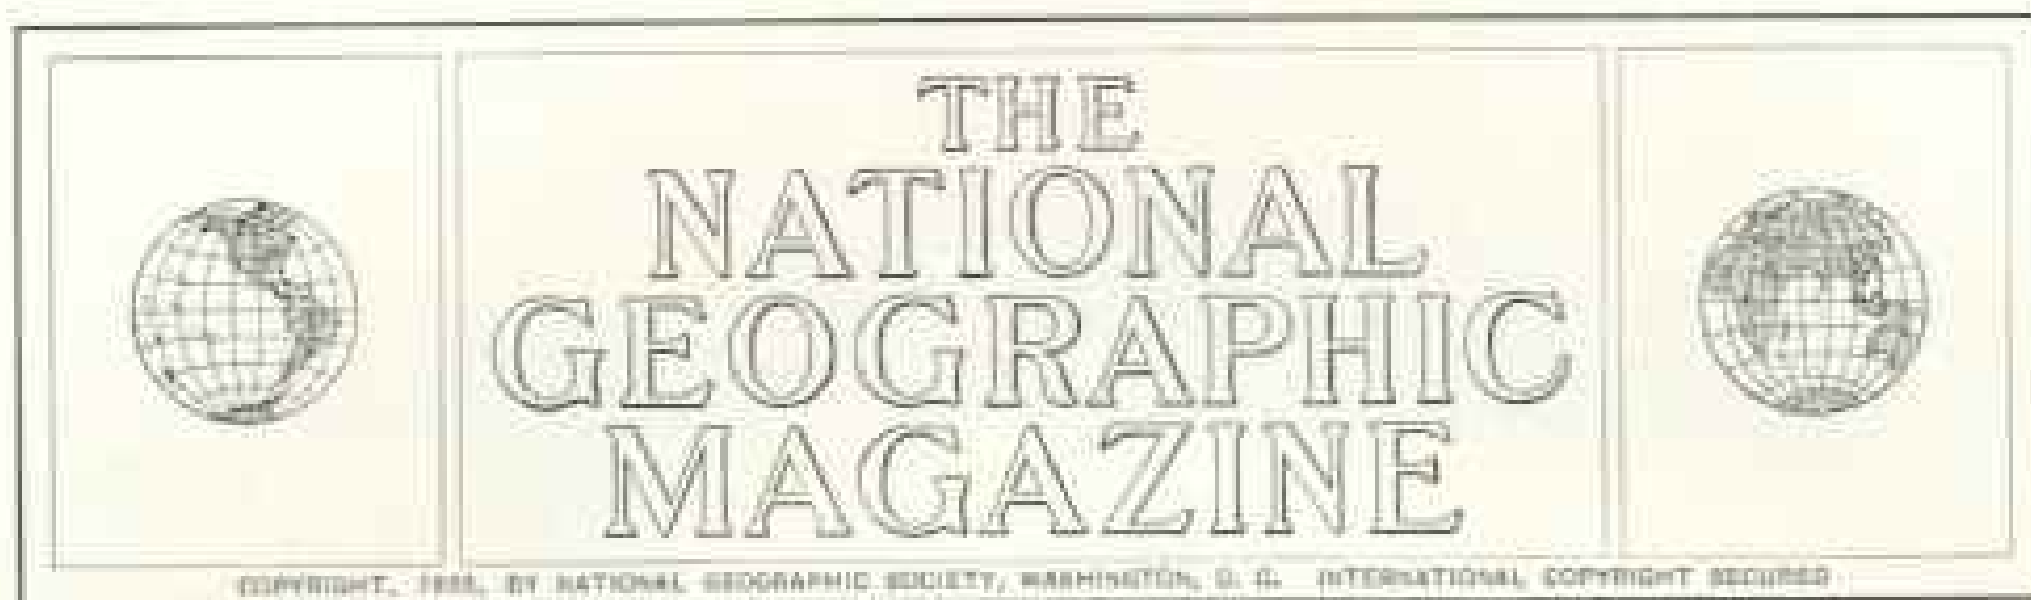 THE
NATIONAL
GEOGRAPHIC
MAGAZINE
COPYRIGHT, BY NATIONAL GEOGRAPHIC SOCIETY, WASHINGTON, D. C. INTERNATIONAL COPYRIGHT SECURED